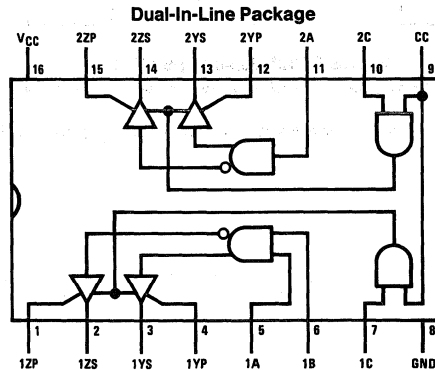 Dual-In-Line Package
VCC 2ZP 2ZS 2YS 2YP 2A 2C CC
16 15 14 13 12 11 10 9
1 2 3 4 5 6 7 8
1ZP 1ZS 1YS 1YP 1A 1B 1C GND